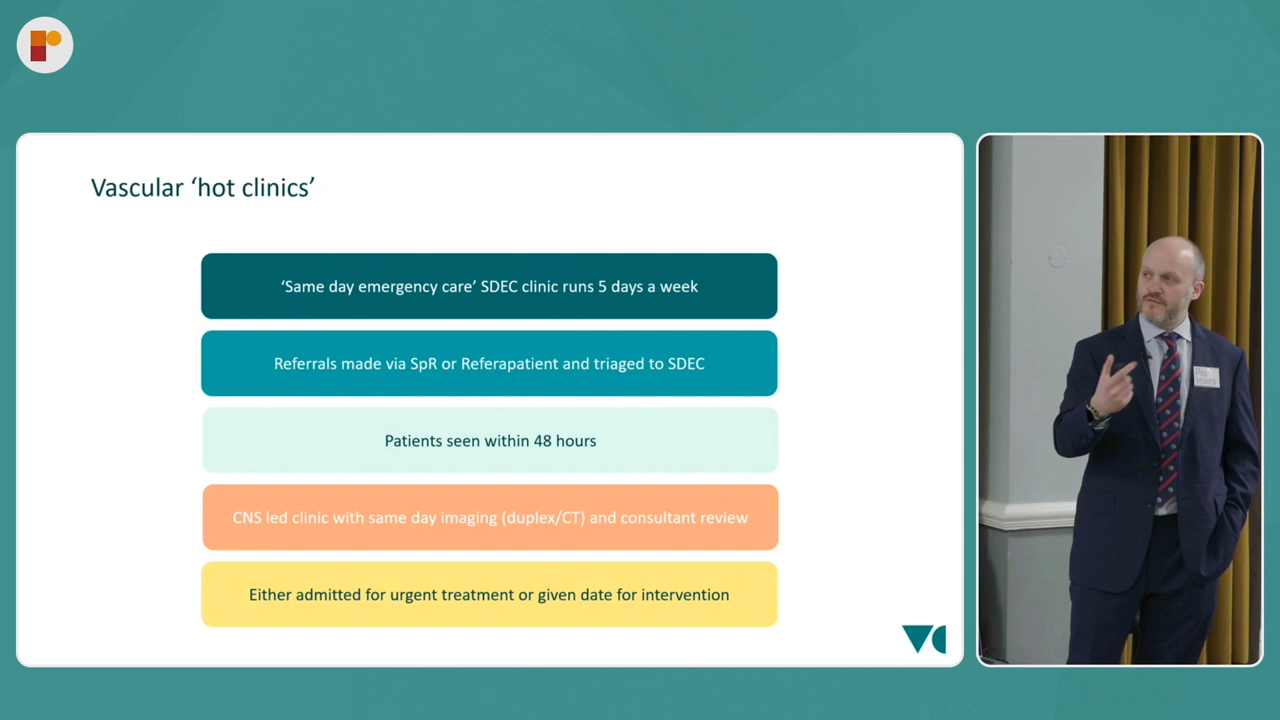 Vascular ‘hot clinics’
‘Same day emergency care’ SDEC clinic runs 5 days a week
Referrals made via SpR or Referapatient and triaged to SDEC
Patients seen within 48 hours
CNS led clinic with same day imaging (duplex/CT) and consultant review
Either admitted for urgent treatment or given date for intervention
Paul